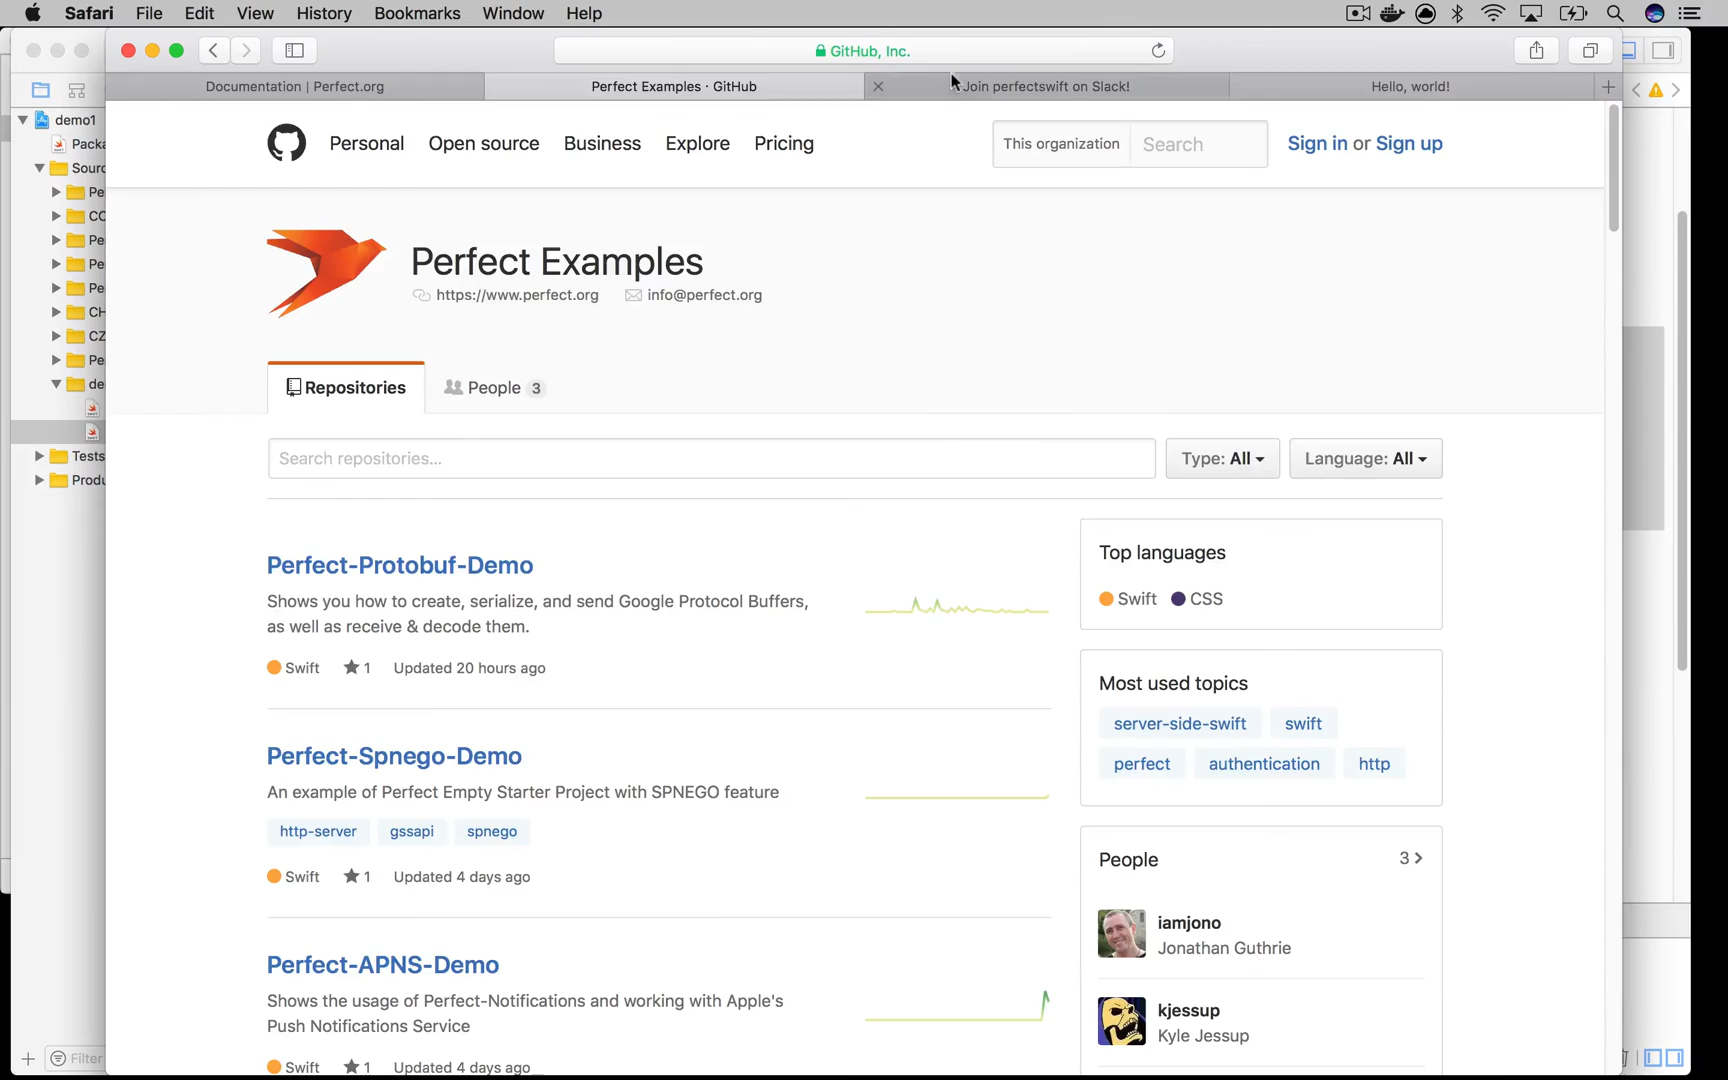 Safari File Edit View History Bookmarks Window Help
GitHub, Inc.
Documentation | Perfect.org
Perfect Examples · GitHub
Join perfectswift on Slack!
Hello, world!
demo1
Packa
Sourc
Pe
CC
Pe
Pe
Pe
CH
CZ
Pe
de
Tests
Produ
Filter
Personal Open source Business Explore Pricing
This organization Search
Sign in or Sign up
Perfect Examples
https://www.perfect.org info@perfect.org
Repositories People 3
Search repositories...
Type: All Language: All
Perfect-Protobuf-Demo
Shows you how to create, serialize, and send Google Protocol Buffers,
as well as receive & decode them.
Swift 1 Updated 20 hours ago
Perfect-Spnego-Demo
An example of Perfect Empty Starter Project with SPNEGO feature
http-server gssapi spnego
Swift 1 Updated 4 days ago
Perfect-APNS-Demo
Shows the usage of Perfect-Notifications and working with Apple's
Push Notifications Service
Swift 1 Updated 4 days ago
Top languages
Swift CSS
Most used topics
server-side-swift swift
perfect authentication http
People 3
iamjono
Jonathan Guthrie
kjessup
Kyle Jessup